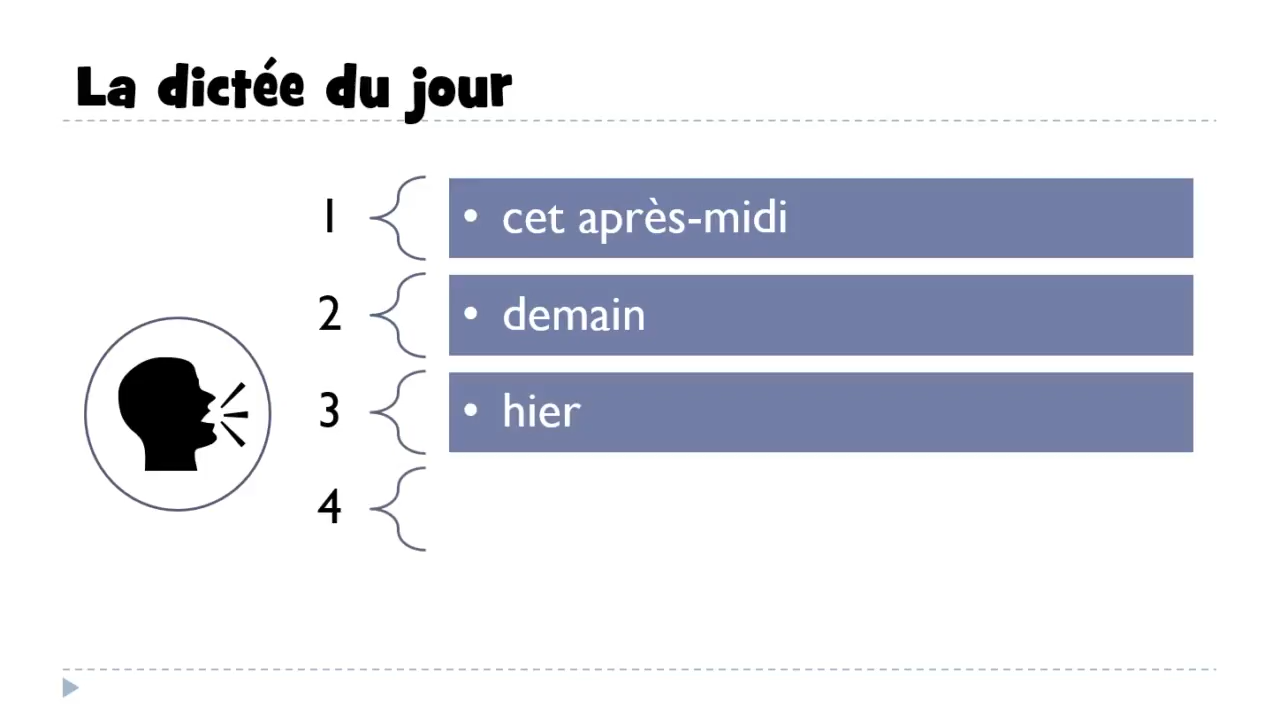 La dictée du jour
1
• cet après-midi
2
• demain
3
• hier
4